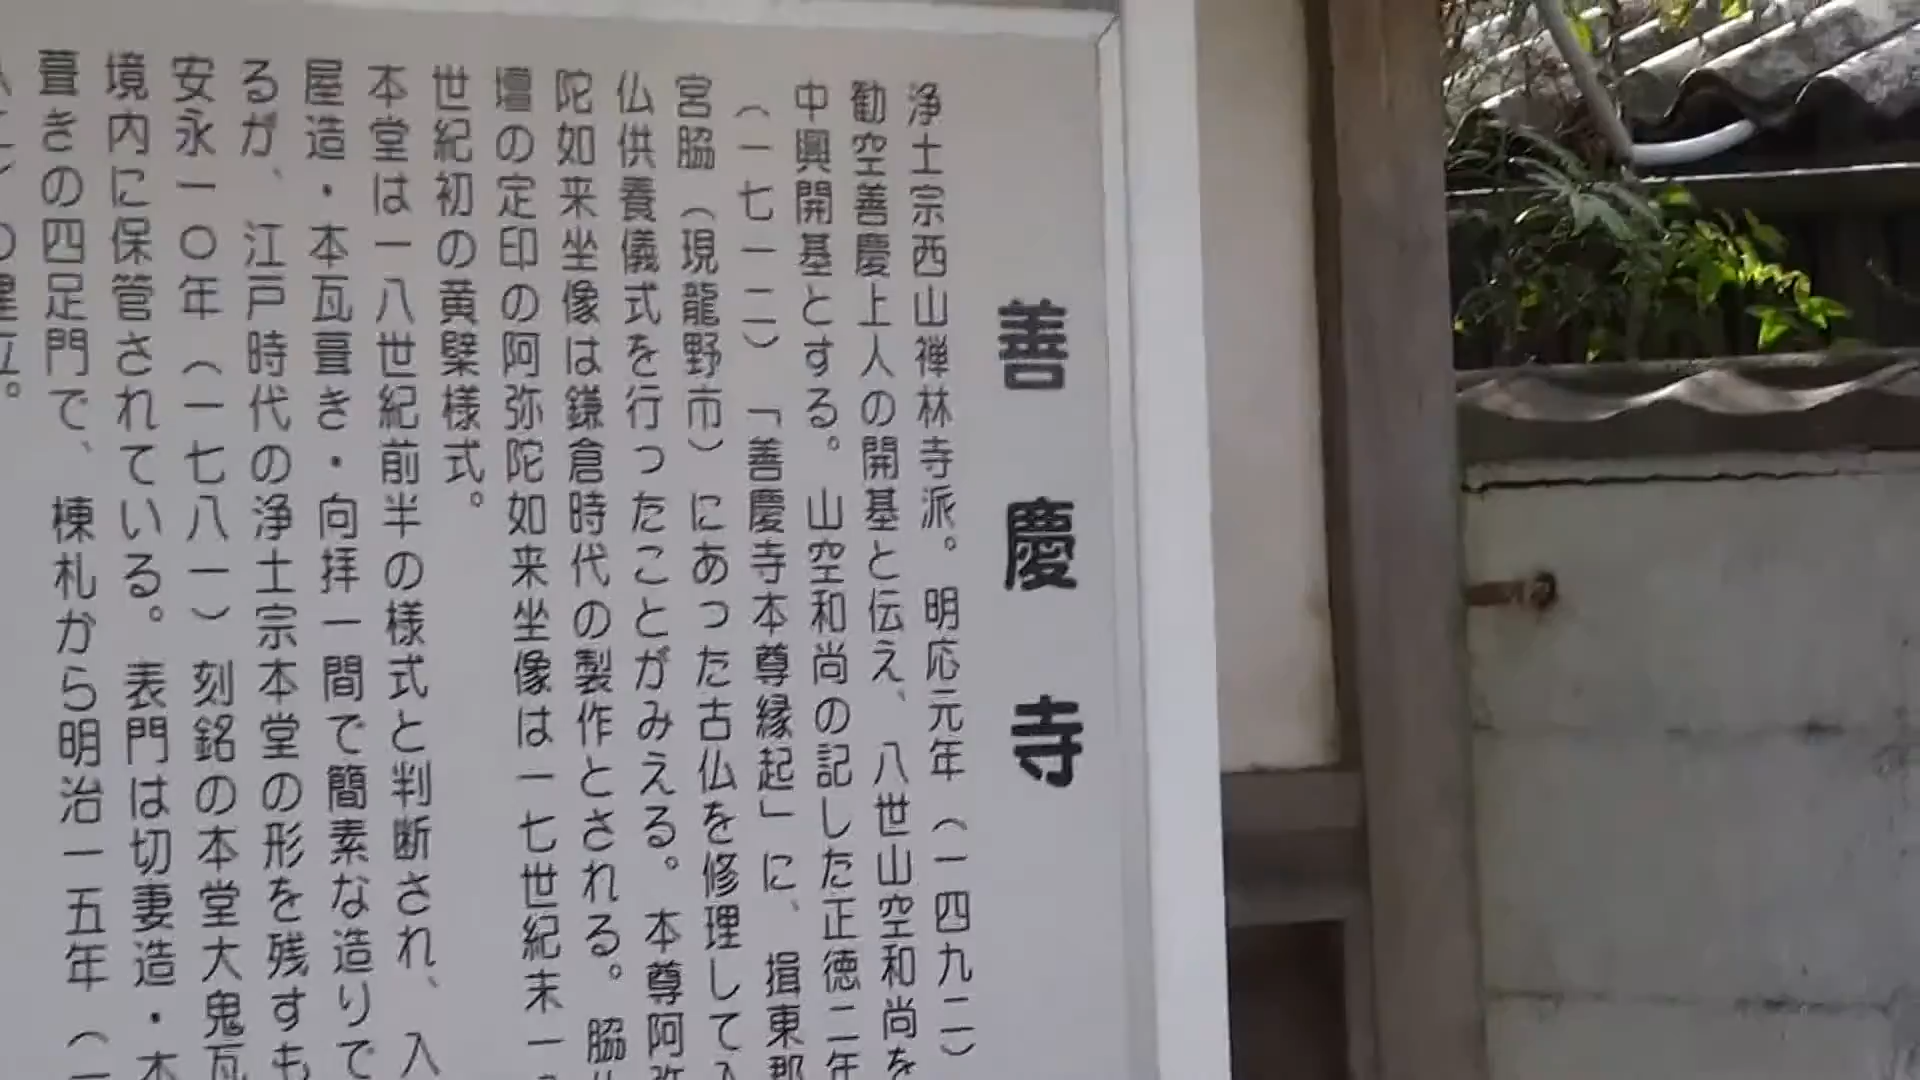 善慶寺
浄土宗西山禅林寺派。明応元年（一四九二）
勧空善慶上人の開基と伝え、八世山空和尚を
中興開基とする。山空和尚の記した正徳二年
（一七一二）「善慶寺本尊縁起」に、揖東郡
宮脇（現龍野市）にあった古仏を修理して入
仏供養儀式を行ったことがみえる。本尊阿弥
陀如来坐像は鎌倉時代の製作とされる。脇
壇の定印の阿弥陀如来坐像は一七世紀末一
世紀初の黄檗様式。
本堂は一八世紀前半の様式と判断され、入
屋造・本瓦葺き・向拝一間で簡素な造りで
るが、江戸時代の浄土宗本堂の形を残すも
安永一〇年（一七八一）刻銘の本堂大鬼瓦
境内に保管されている。表門は切妻造・本
葺きの四足門で、棟札から明治一五年（一
の建立。